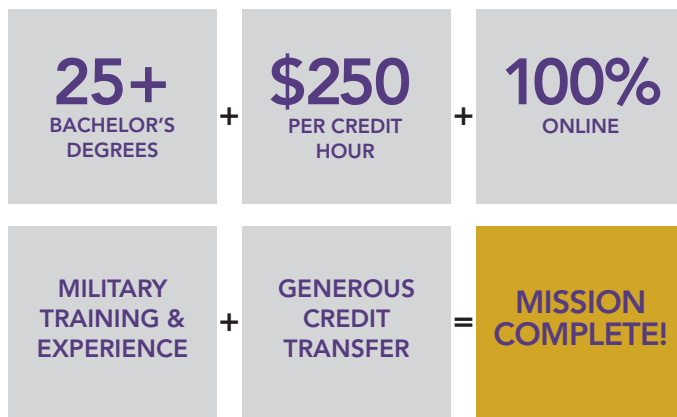 25+
BACHELOR'S
DEGREES
+
$250
PER CREDIT
HOUR
+
100%
ONLINE
MILITARY
TRAINING &
EXPERIENCE
+
GENEROUS
CREDIT
TRANSFER
=
MISSION
COMPLETE!